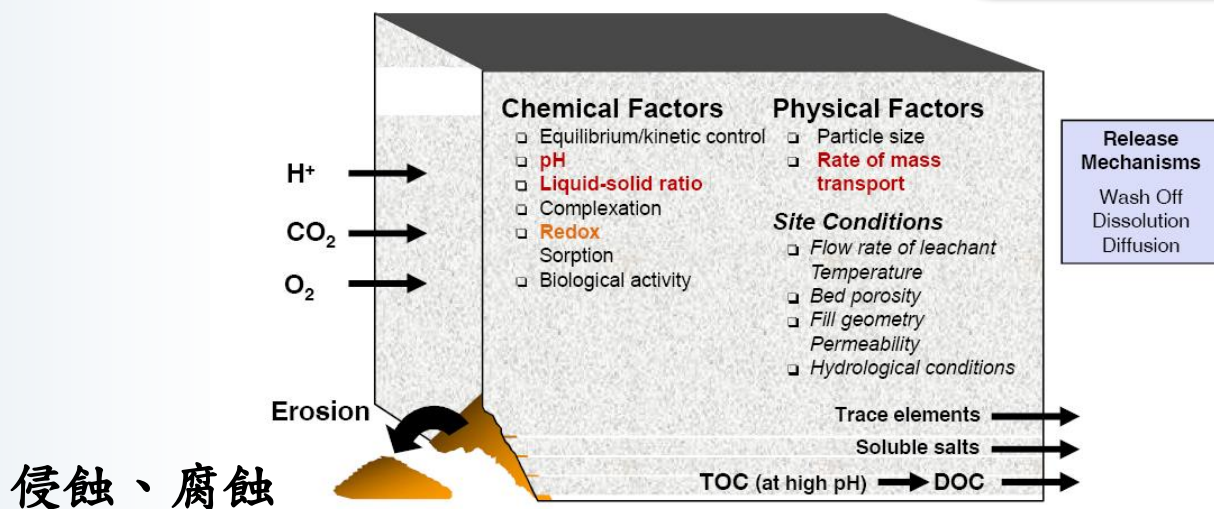 Chemical Factors
❑ Equilibrium/kinetic control
❑ pH
❑ Liquid-solid ratio
❑ Complexation
❑ Redox
Sorption
❑ Biological activity
Physical Factors
❑ Particle size
❑ Rate of mass
transport
Site Conditions
❑ Flow rate of leachant
Temperature
❑ Bed porosity
❑ Fill geometry
Permeability
❑ Hydrological conditions
Release
Mechanisms
Wash Off
Dissolution
Diffusion
H⁺
CO₂
O₂
Erosion
Trace elements
Soluble salts
TOC (at high pH) → DOC
侵蝕、腐蝕